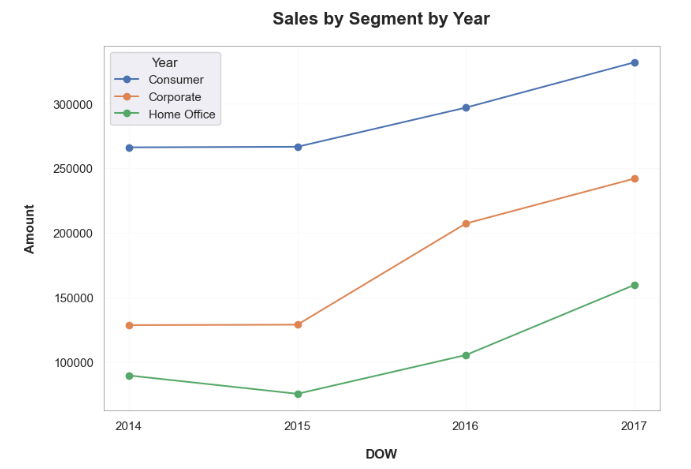 Sales by Segment by Year
Year
Consumer
Corporate
Home Office
300000
250000
200000
150000
100000
Amount
2014 2015 2016 2017
DOW